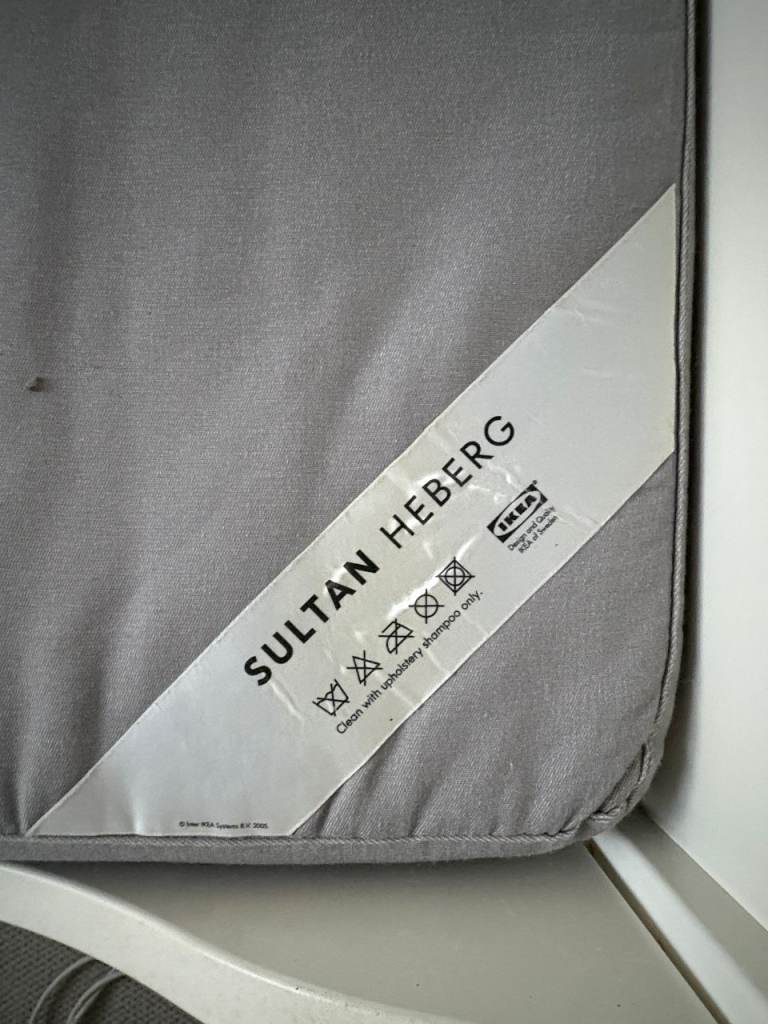 SULTAN HEBERG
IKEA®
Design and Quality
IKEA of Sweden
Clean with upholstery shampoo only.
© Inter IKEA Systems B.V. 2005.